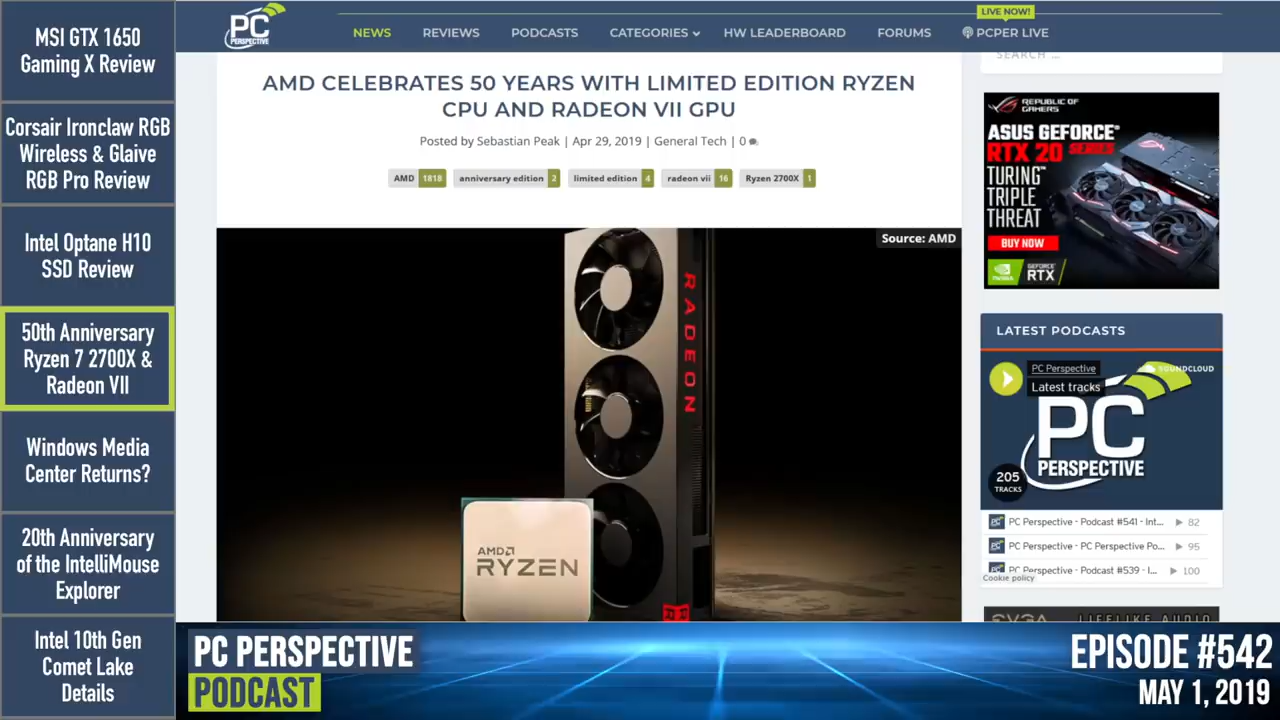 MSI GTX 1650
Gaming X Review
Corsair Ironclaw RGB
Wireless & Glaive
RGB Pro Review
Intel Optane H10
SSD Review
50th Anniversary
Ryzen 7 2700X &
Radeon VII
Windows Media
Center Returns?
20th Anniversary
of the IntelliMouse
Explorer
Intel 10th Gen
Comet Lake
Details
PC
PERSPECTIVE
LIVE NOW!
NEWS REVIEWS PODCASTS CATEGORIES HW LEADERBOARD FORUMS PCPER LIVE
AMD CELEBRATES 50 YEARS WITH LIMITED EDITION RYZEN
CPU AND RADEON VII GPU
Posted by Sebastian Peak | Apr 29, 2019 | General Tech | 0
AMD 1818 anniversary edition 2 limited edition 4 radeon vii 16 Ryzen 2700X 1
Source: AMD
RADEON
AMD
RYZEN
SEARCH ...
REPUBLIC OF
GAMERS
ASUS GEFORCE®
RTX 20 SERIES
TURING™
TRIPLE
THREAT
BUY NOW
NVIDIA
GEFORCE
RTX
LATEST PODCASTS
PC Perspective
SOUNDCLOUD
Latest tracks
PC
PERSPECTIVE
205
TRACKS
PC Perspective - Podcast #541 - Int... 82
PC Perspective - PC Perspective Po... 95
PC Perspective - Podcast #539 - I... 100
Cookie policy
EVGA LIFELIKE AUDIO
PC PERSPECTIVE
PODCAST
EPISODE #542
MAY 1, 2019